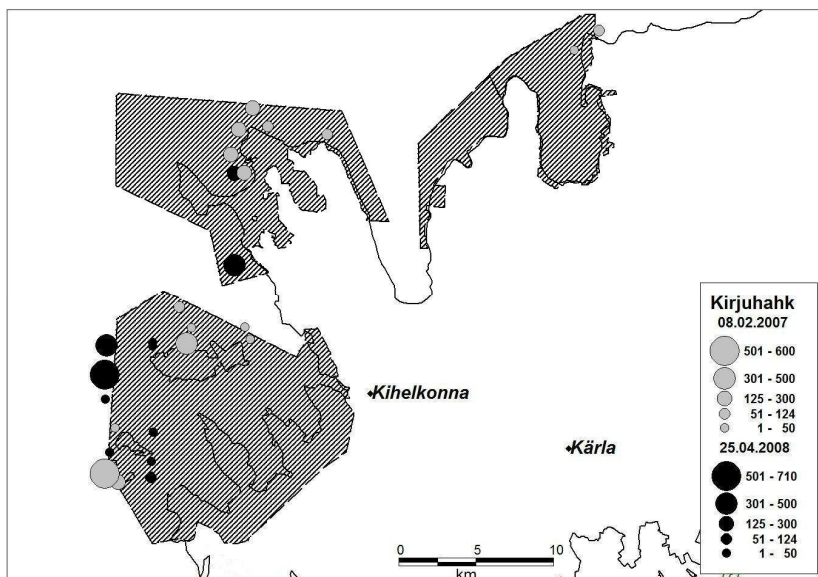 Kihelkonna
Kärla
0 5 10
km
Kirjuhahk
08.02.2007
501 - 600
301 - 500
125 - 300
51 - 124
1 - 50
25.04.2008
501 - 710
301 - 500
125 - 300
51 - 124
1 - 50